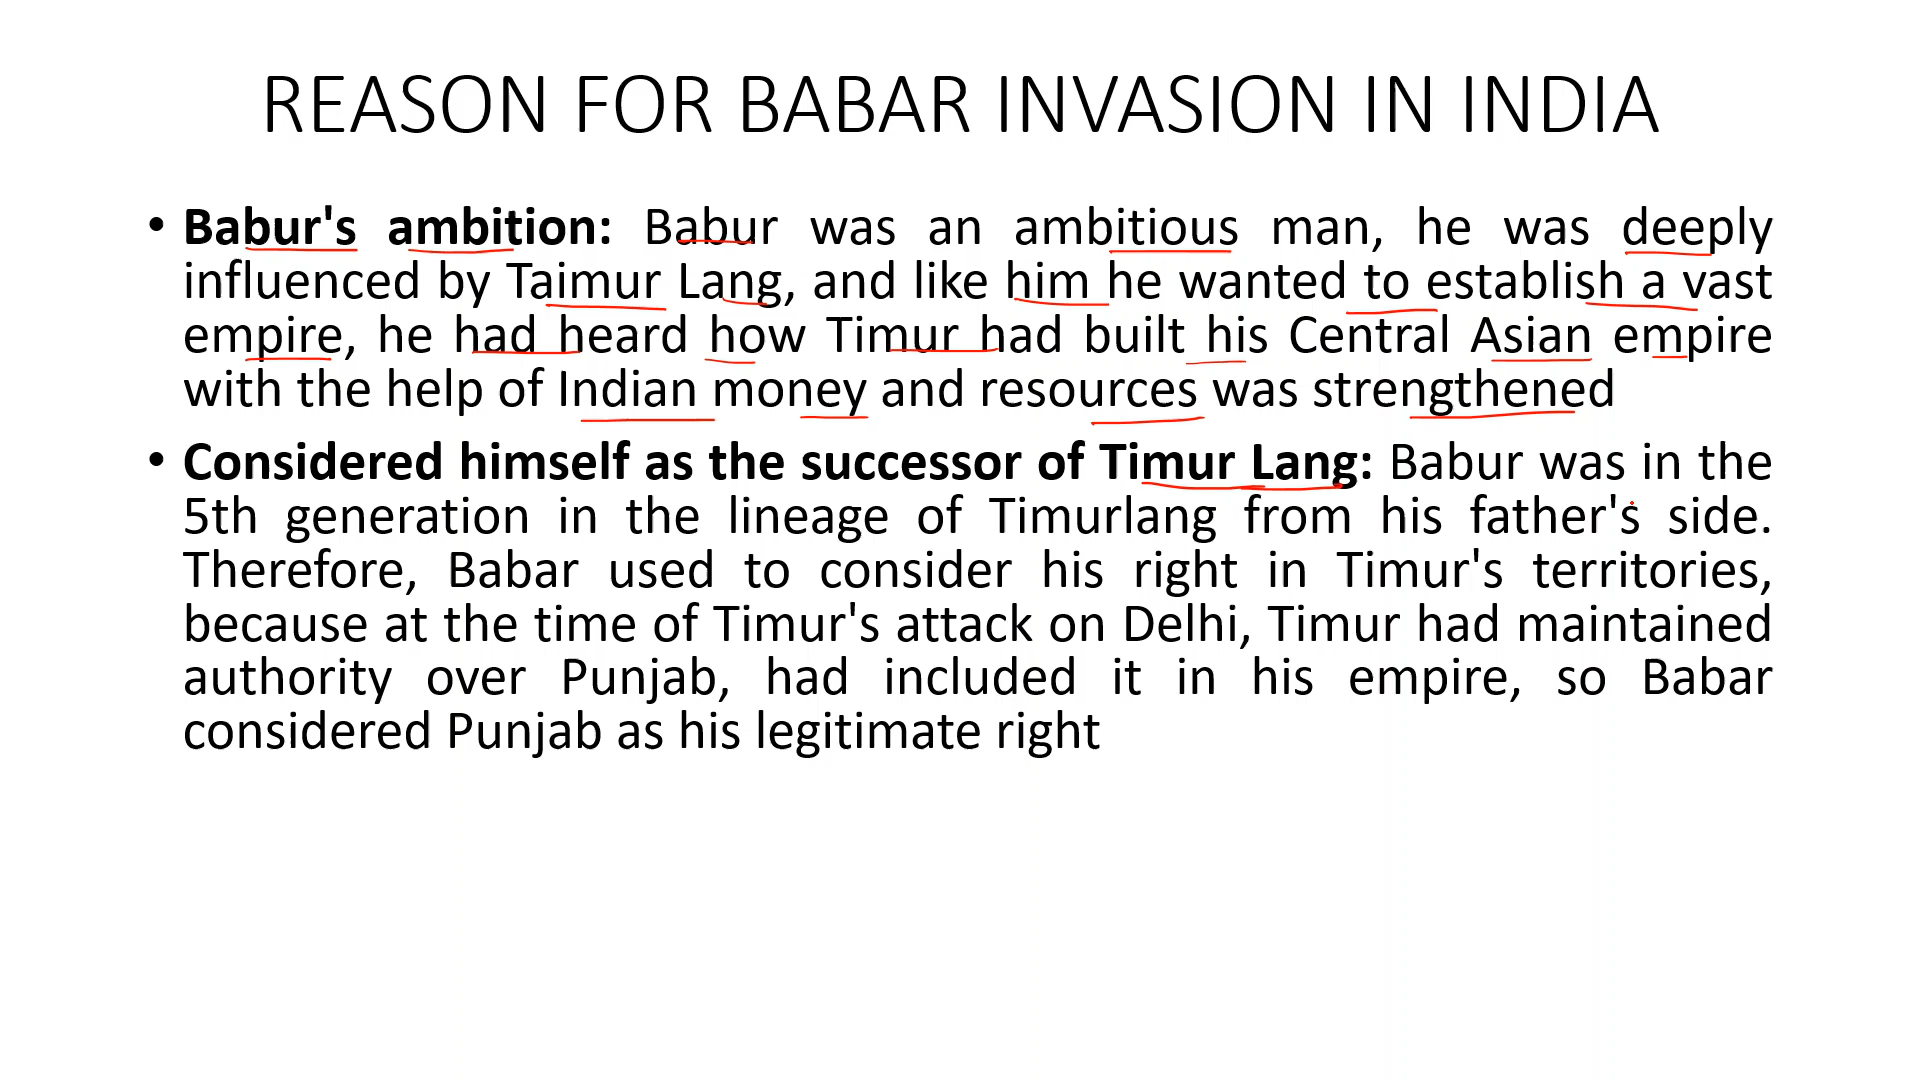 REASON FOR BABAR INVASION IN INDIA
• Babur's ambition: Babur was an ambitious man, he was deeply
influenced by Taimur Lang, and like him he wanted to establish a vast
empire, he had heard how Timur had built his Central Asian empire
with the help of Indian money and resources was strengthened
• Considered himself as the successor of Timur Lang: Babur was in the
5th generation in the lineage of Timurlang from his father's side.
Therefore, Babar used to consider his right in Timur's territories,
because at the time of Timur's attack on Delhi, Timur had maintained
authority over Punjab, had included it in his empire, so Babar
considered Punjab as his legitimate right